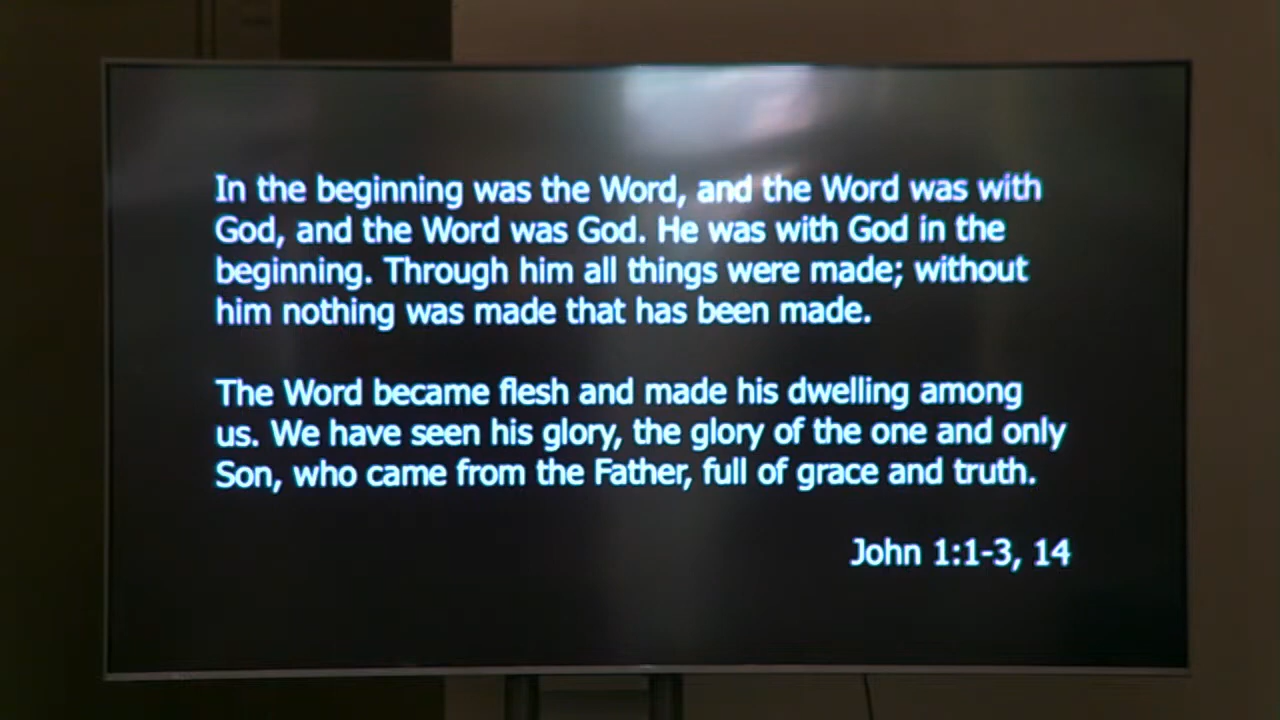 In the beginning was the Word, and the Word was with
God, and the Word was God. He was with God in the
beginning. Through him all things were made; without
him nothing was made that has been made.
The Word became flesh and made his dwelling among
us. We have seen his glory, the glory of the one and only
Son, who came from the Father, full of grace and truth.
John 1:1-3, 14